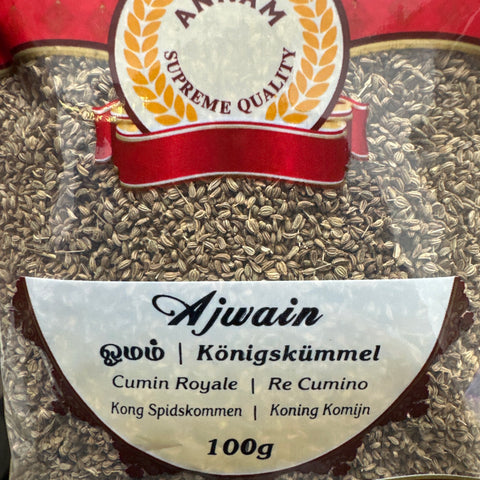 ANNAM
SUPREME QUALITY
Ajwain
ஓமம் | Königskümmel
Cumin Royale | Re Cumino
Kong Spidskommen | Koning Komijn
100g